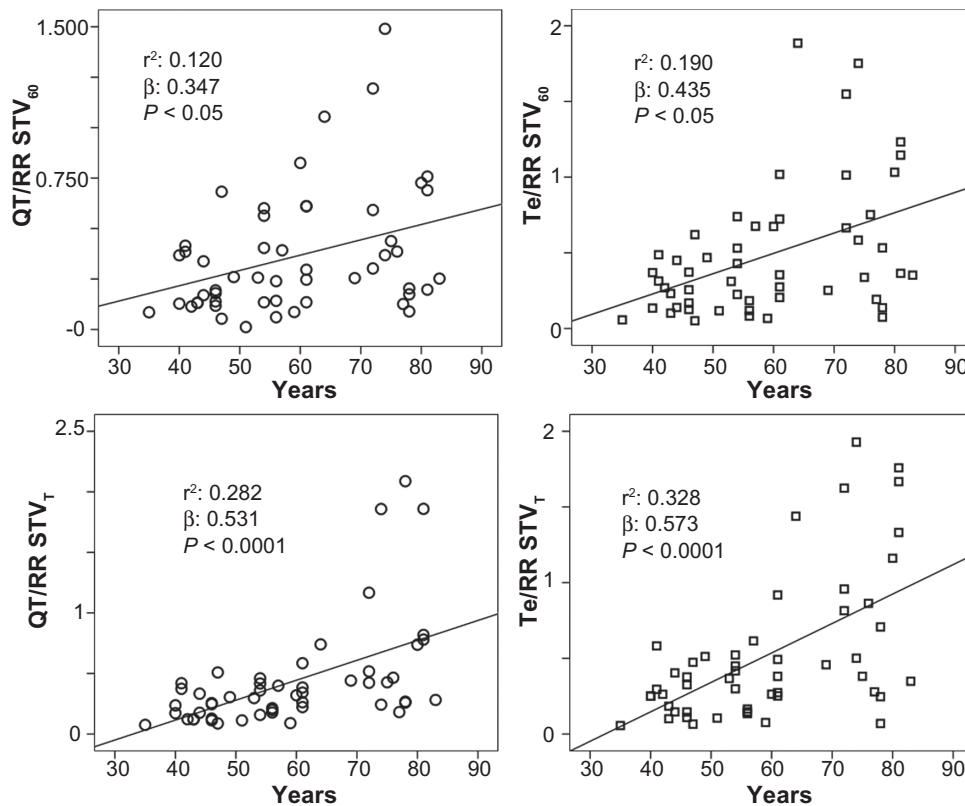 QT/RR STV₆₀
1.500
0.750
-0
r²: 0.120
β: 0.347
P < 0.05
30 40 50 60 70 80 90
Years
Te/RR STV₆₀
2
1
0
r²: 0.190
β: 0.435
P < 0.05
30 40 50 60 70 80 90
Years
QT/RR STV_T
2.5
1
0
r²: 0.282
β: 0.531
P < 0.0001
30 40 50 60 70 80 90
Years
Te/RR STV_T
2
1
0
r²: 0.328
β: 0.573
P < 0.0001
30 40 50 60 70 80 90
Years